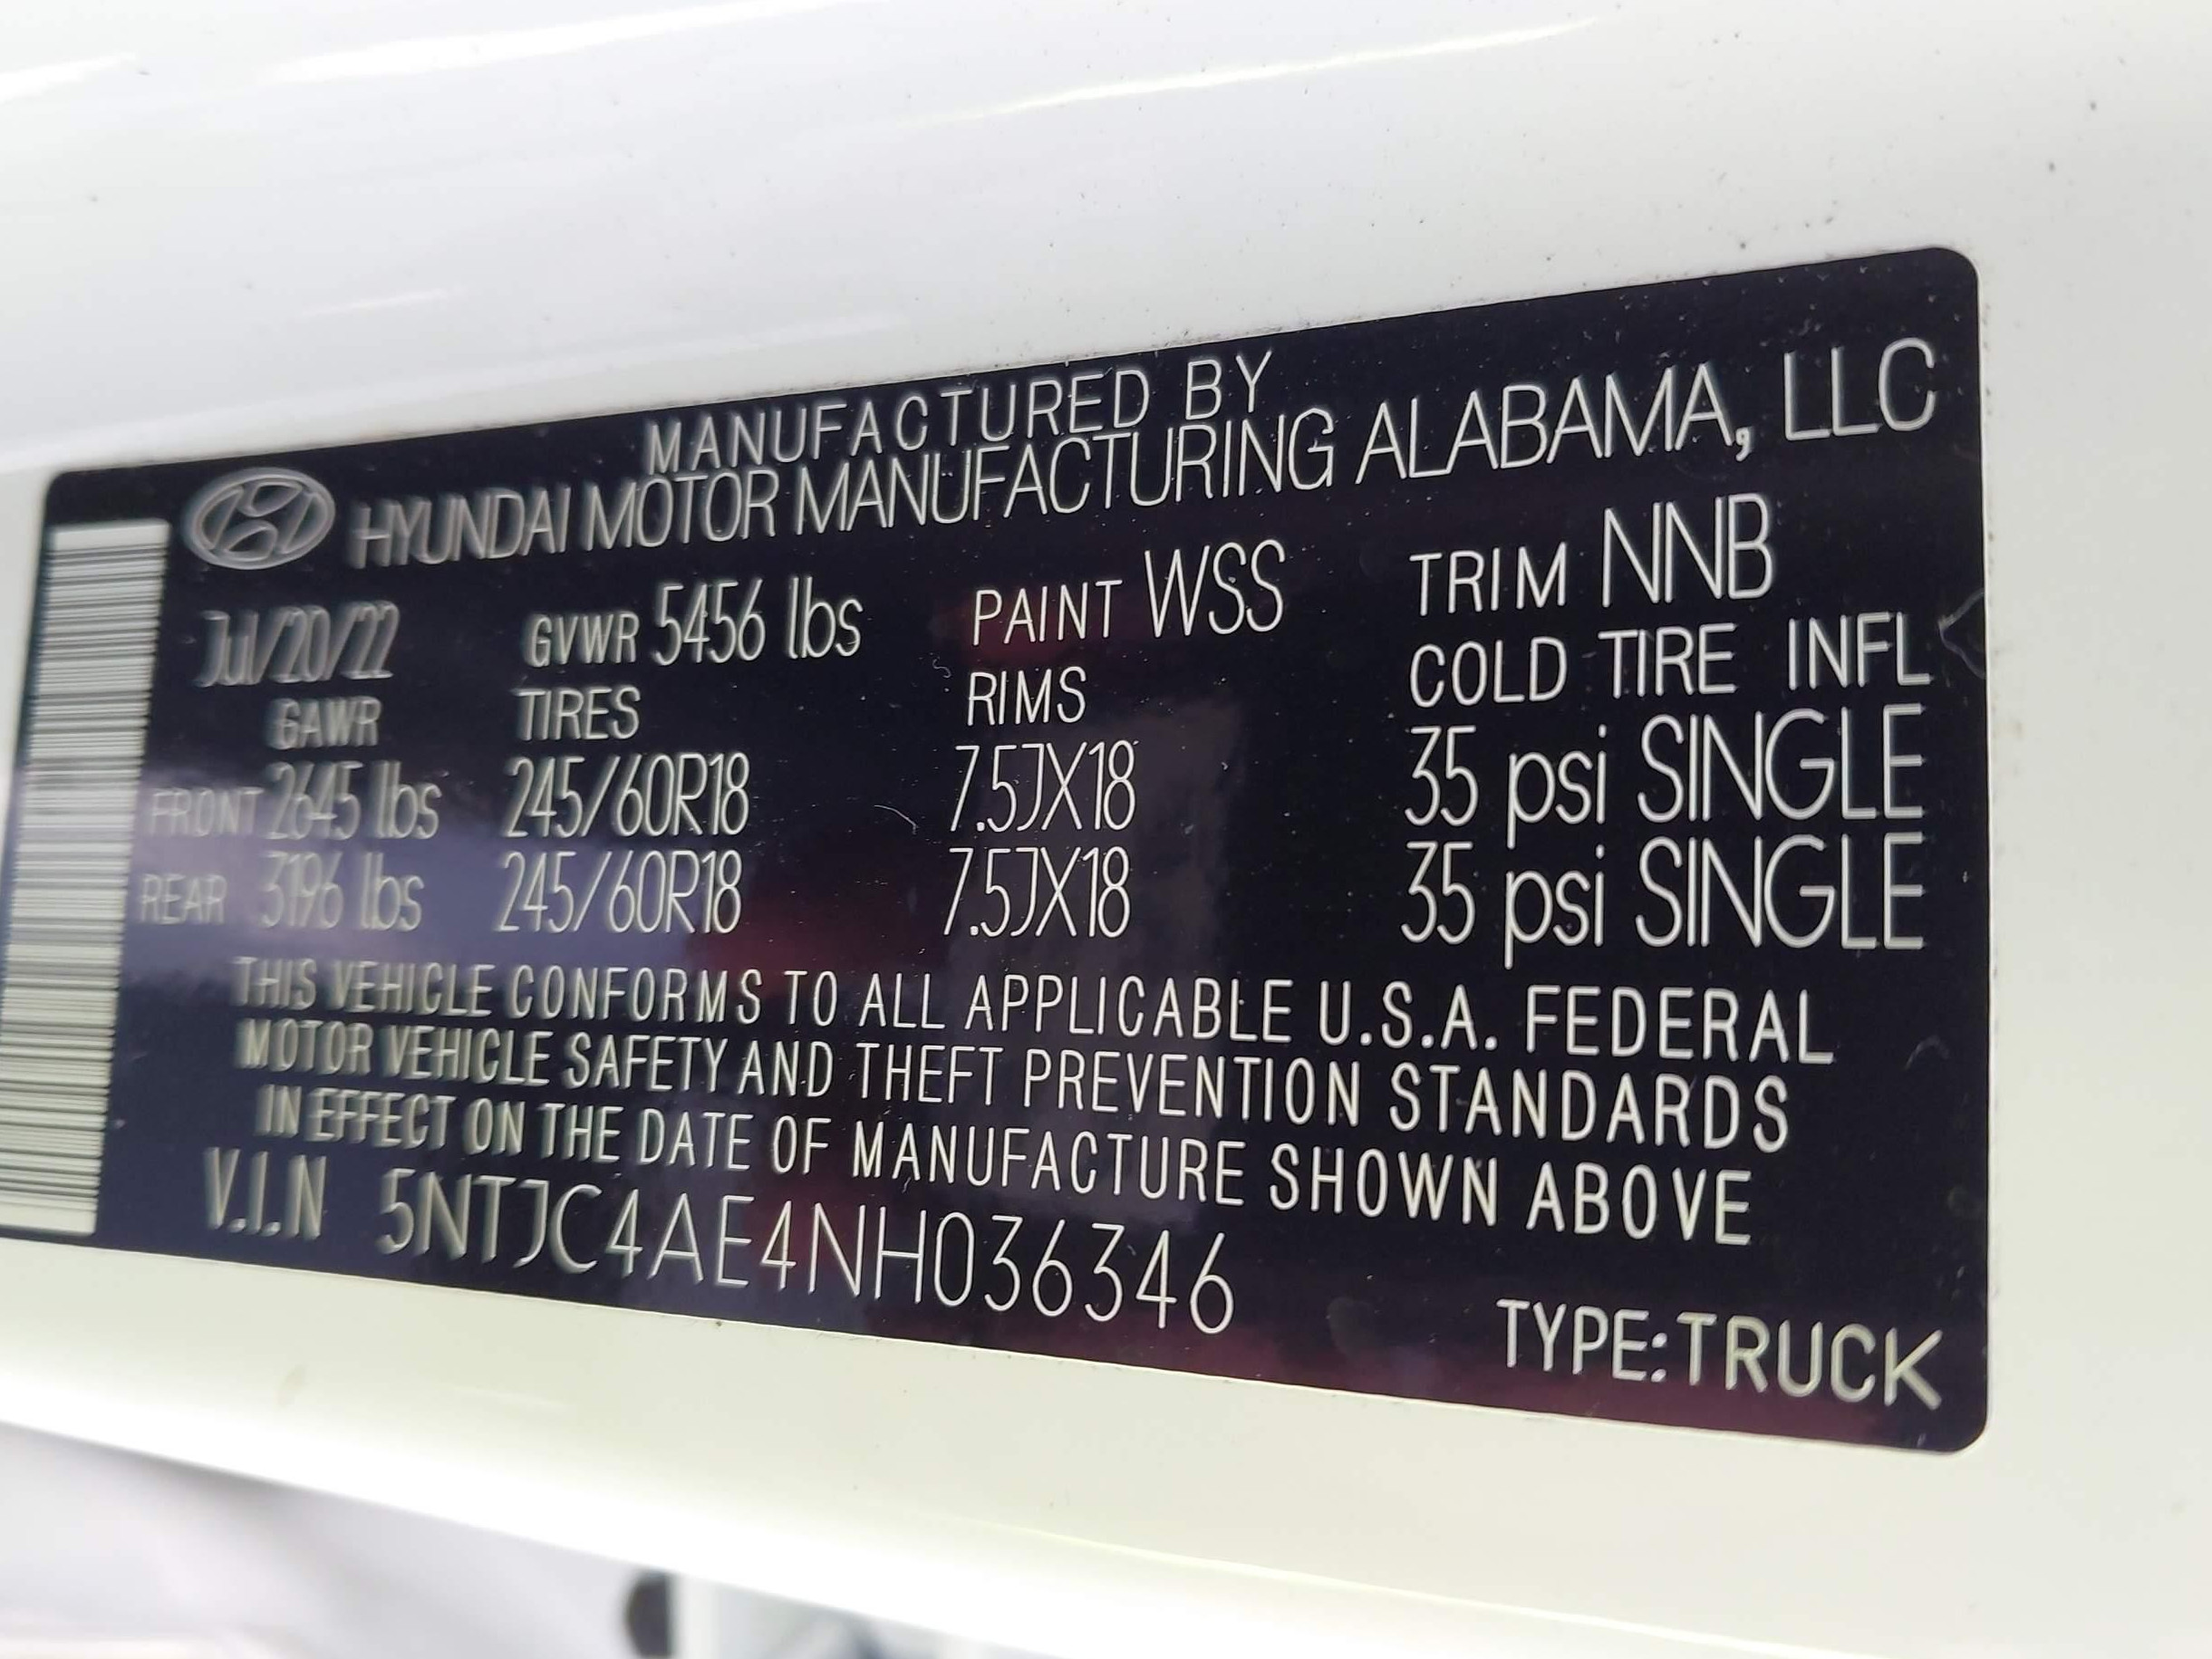 MANUFACTURED BY
HYUNDAI MOTOR MANUFACTURING ALABAMA, LLC
Jul/20/22 GVWR 5456 lbs PAINT WSS TRIM NNB
GAWR TIRES RIMS COLD TIRE INFL
FRONT 2645 lbs 245/60R18 7.5JX18 35 psi SINGLE
REAR 3196 lbs 245/60R18 7.5JX18 35 psi SINGLE
THIS VEHICLE CONFORMS TO ALL APPLICABLE U.S.A. FEDERAL
MOTOR VEHICLE SAFETY AND THEFT PREVENTION STANDARDS
IN EFFECT ON THE DATE OF MANUFACTURE SHOWN ABOVE
V.I.N 5NTJC4AE4NH036346
TYPE:TRUCK